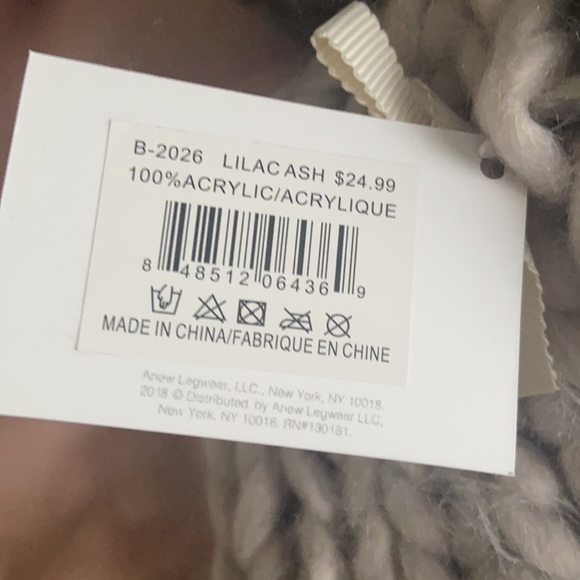 B-2026 LILAC ASH $24.99
100%ACRYLIC/ACRYLIQUE
8 48512 06436 9
MADE IN CHINA/FABRIQUE EN CHINE
Anew Legwear, LLC., New York, NY 10018.
2018 © Distributed by Anew Legwear LLC,
New York, NY 10018. RN#130181